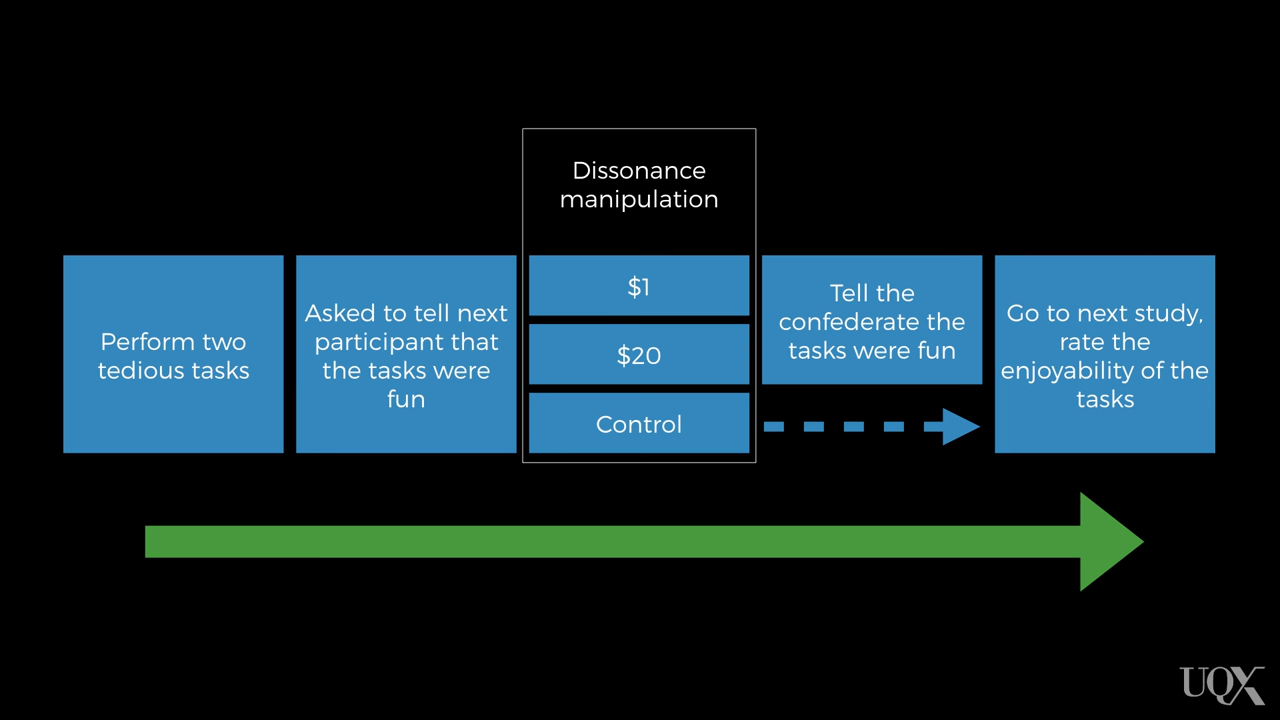 Dissonance
manipulation
Perform two
tedious tasks
Asked to tell next
participant that
the tasks were
fun
$1
$20
Control
Tell the
confederate the
tasks were fun
Go to next study,
rate the
enjoyability of the
tasks
UQX